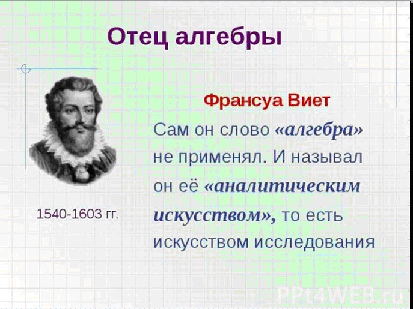 Отец алгебры
Франсуа Виет
Сам он слово «алгебра»
не применял. И называл
он её «аналитическим
искусством», то есть
искусством исследования
1540-1603 гг.
PPt4WEB.ru